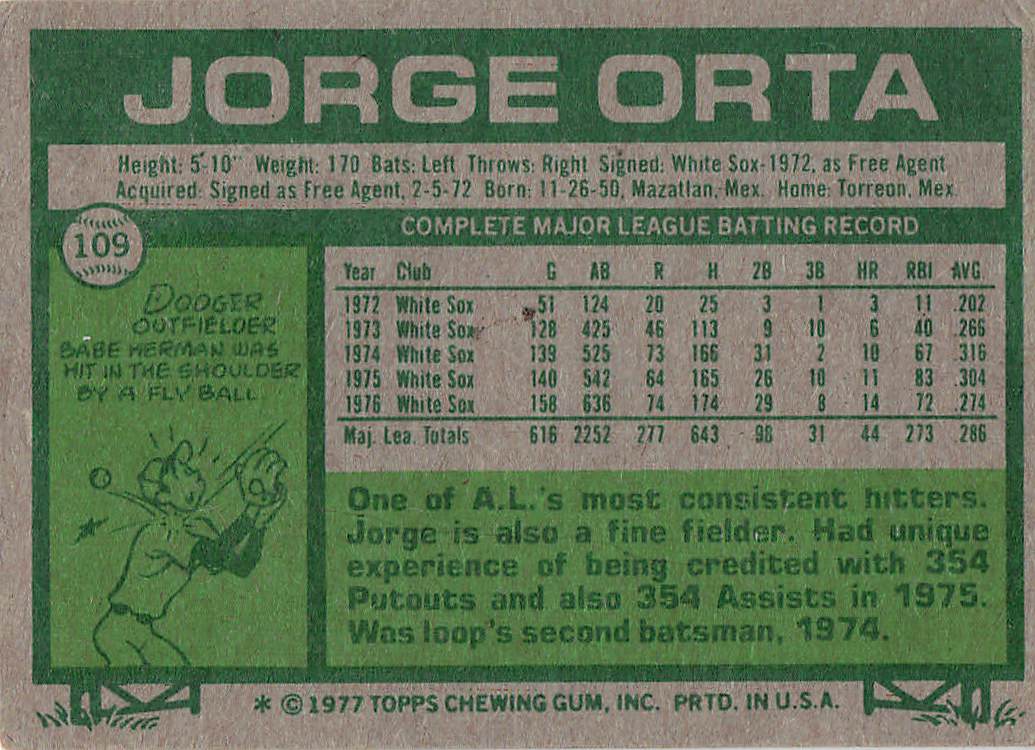 JORGE ORTA
Height: 5-10" Weight: 170 Bats: Left Throws: Right Signed: White Sox-1972, as Free Agent
Acquired: Signed as Free Agent, 2-5-72 Born: 11-26-50, Mazatlan, Mex. Home: Torreon, Mex
109
COMPLETE MAJOR LEAGUE BATTING RECORD
Year Club G AB R H 2B 3B HR RBI AVG
1972 White Sox 51 124 20 25 3 1 3 11 .202
1973 White Sox 128 425 46 113 9 10 6 40 .266
1974 White Sox 139 525 73 166 31 2 10 67 .316
1975 White Sox 140 542 64 165 26 10 11 83 .304
1976 White Sox 158 636 74 174 29 8 14 72 .274
Maj. Lea. Totals 616 2252 277 643 98 31 44 273 .286
DODGER
OUTFIELDER
BABE HERMAN WAS
HIT IN THE SHOULDER
BY A FLY BALL
One of A.L.'s most consistent hitters.
Jorge is also a fine fielder. Had unique
experience of being credited with 354
Putouts and also 354 Assists in 1975.
Was loop's second batsman, 1974.
* © 1977 TOPPS CHEWING GUM, INC. PRTD. IN U.S.A.